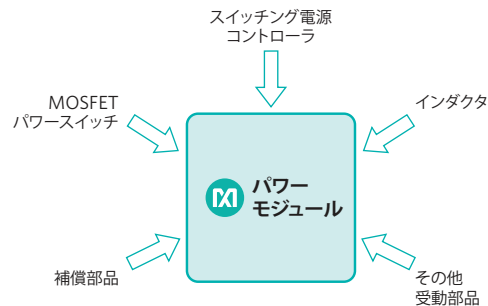 スイッチング電源
コントローラ
MOSFET
パワースイッチ
インダクタ
パワー
モジュール
補償部品
その他
受動部品